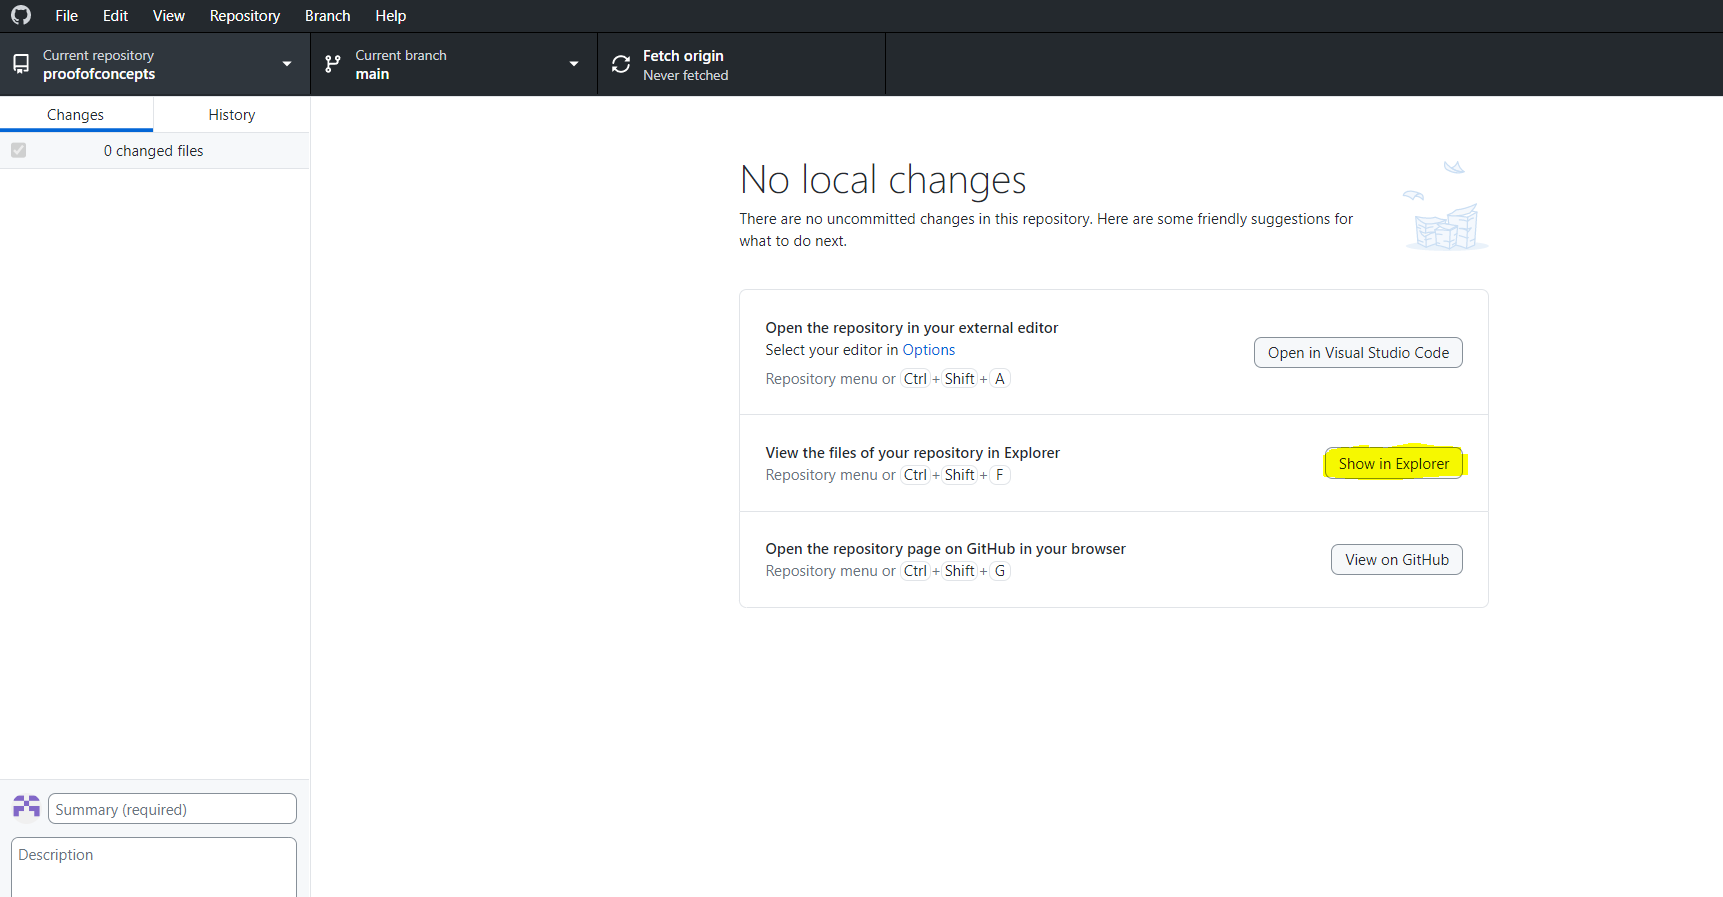 File Edit View Repository Branch Help
Current repository
proofofconcepts
Current branch
main
Fetch origin
Never fetched
Changes History
0 changed files
No local changes
There are no uncommitted changes in this repository. Here are some friendly suggestions for
what to do next.
Open the repository in your external editor
Select your editor in Options
Repository menu or Ctrl + Shift + A
Open in Visual Studio Code
View the files of your repository in Explorer
Repository menu or Ctrl + Shift + F
Show in Explorer
Open the repository page on GitHub in your browser
Repository menu or Ctrl + Shift + G
View on GitHub
Summary (required)
Description